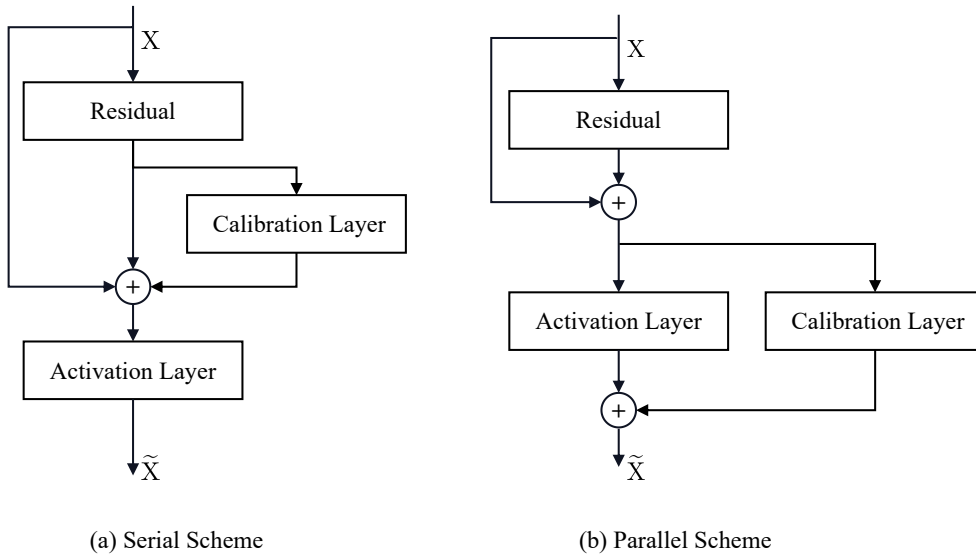 X
Residual
Calibration Layer
+
Activation Layer
X̃
(a) Serial Scheme
X
Residual
+
Activation Layer
Calibration Layer
+
X̃
(b) Parallel Scheme